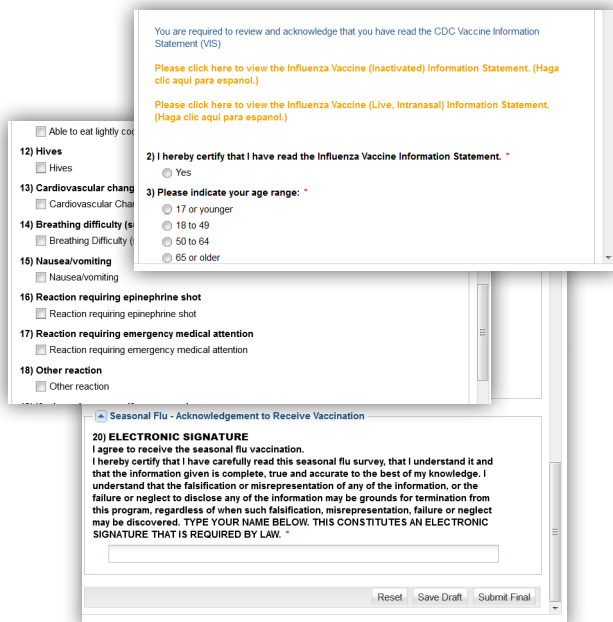 You are required to review and acknowledge that you have read the CDC Vaccine Information
Statement (VIS)
Please click here to view the Influenza Vaccine (Inactivated) Information Statement. (Haga
clic aqui para espanol.)
Please click here to view the Influenza Vaccine (Live, Intranasal) Information Statement.
(Haga clic aqui para espanol.)
2) I hereby certify that I have read the Influenza Vaccine Information Statement. *
Yes
3) Please indicate your age range: *
17 or younger
18 to 49
50 to 64
65 or older
Able to eat lightly
12) Hives
Hives
13) Cardiovascular
Cardiovascular
14) Breathing difficulty
Breathing Difficulty
15) Nausea/vomiting
Nausea/vomiting
16) Reaction requiring epinephrine shot
Reaction requiring epinephrine shot
17) Reaction requiring emergency medical attention
Reaction requiring emergency medical attention
18) Other reaction
Other reaction
Seasonal Flu - Acknowledgement to Receive Vaccination
20) ELECTRONIC SIGNATURE
I agree to receive the seasonal flu vaccination.
I hereby certify that I have carefully read this seasonal flu survey, that I understand it and
that the information given is complete, true and accurate to the best of my knowledge. I
understand that the falsification or misrepresentation of any of the information, or the
failure or neglect to disclose any of the information may be grounds for termination from
this program, regardless of when such falsification, misrepresentation, failure or neglect
may be discovered. TYPE YOUR NAME BELOW. THIS CONSTITUTES AN ELECTRONIC
SIGNATURE THAT IS REQUIRED BY LAW. *
Reset Save Draft Submit Final